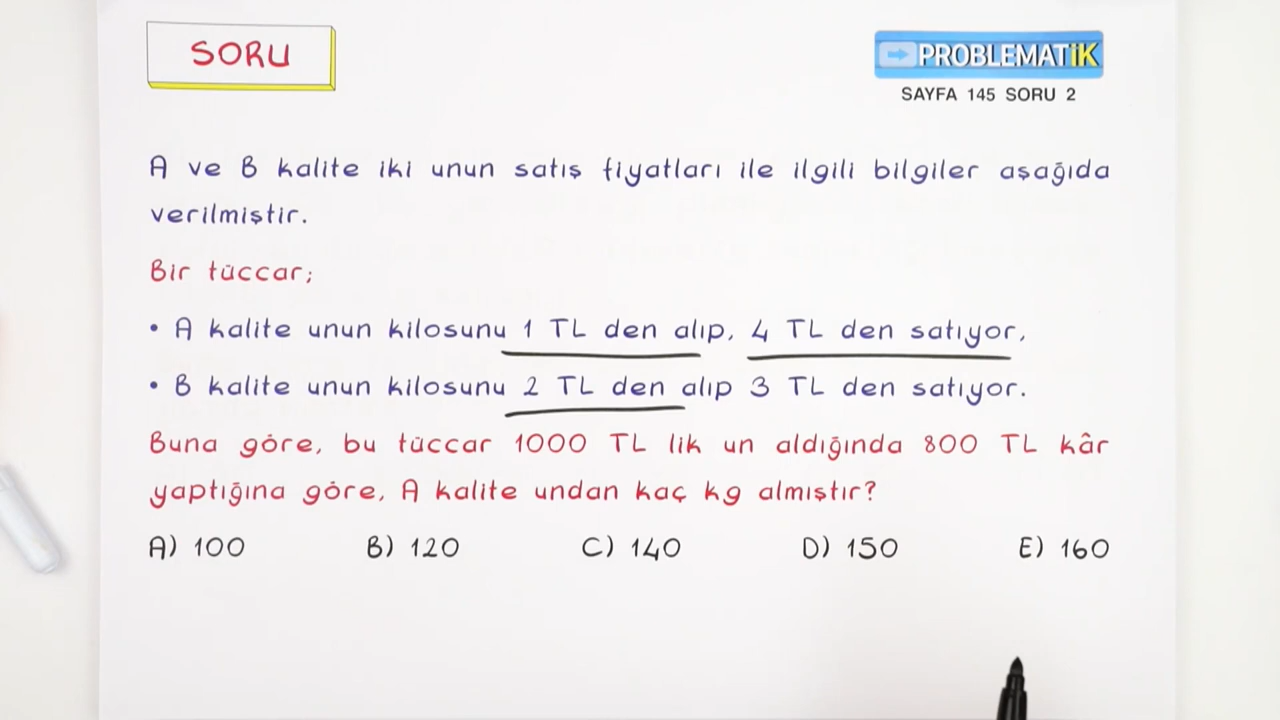 SORU
PROBLEMATİK
SAYFA 145 SORU 2
A ve B kalite iki unun satış fiyatları ile ilgili bilgiler aşağıda
verilmiştir.
Bir tüccar;
• A kalite unun kilosunu 1 TL den alıp, 4 TL den satıyor,
• B kalite unun kilosunu 2 TL den alıp 3 TL den satıyor.
Buna göre, bu tüccar 1000 TL lik un aldığında 800 TL kâr
yaptığına göre, A kalite undan kaç kg almıştır?
A) 100 B) 120 C) 140 D) 150 E) 160